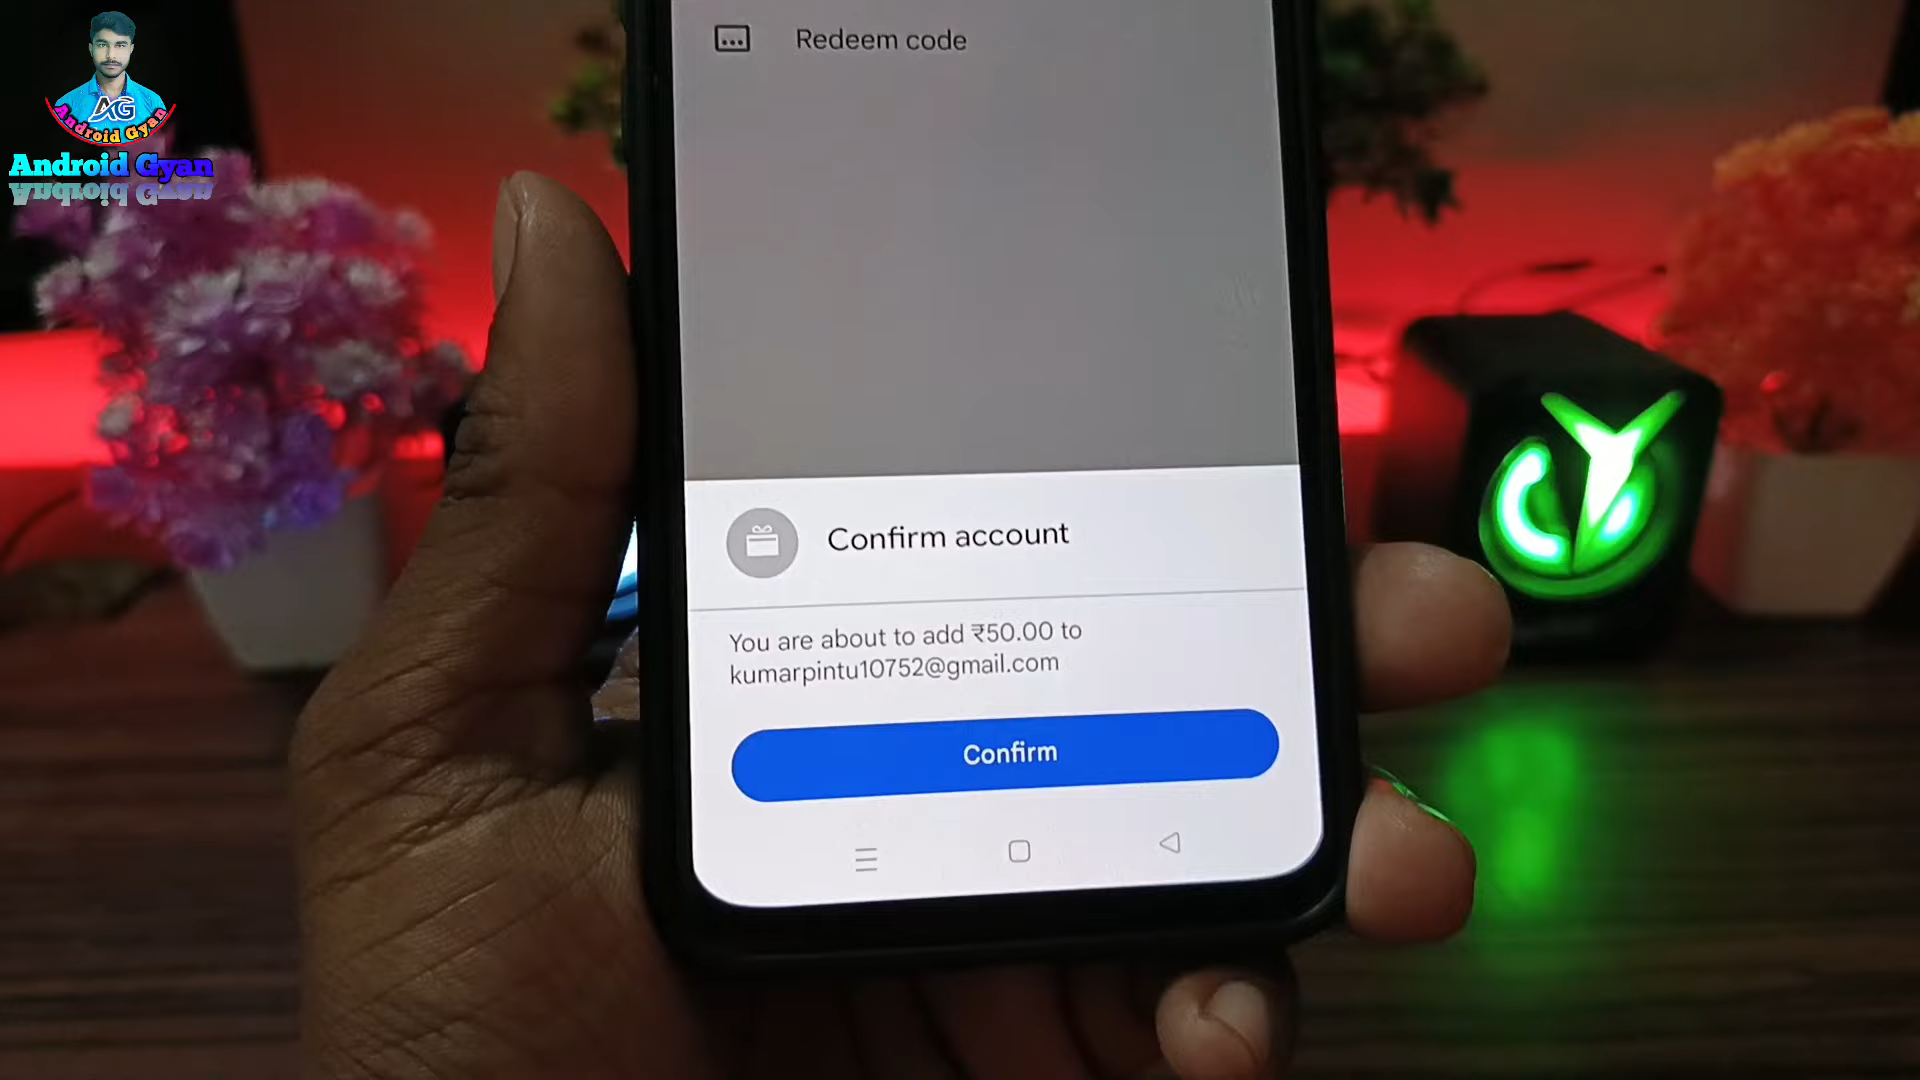 AG
Android Gyan
Android Gyan
Redeem code
Confirm account
You are about to add ₹50.00 to
kumarpintu10752@gmail.com
Confirm